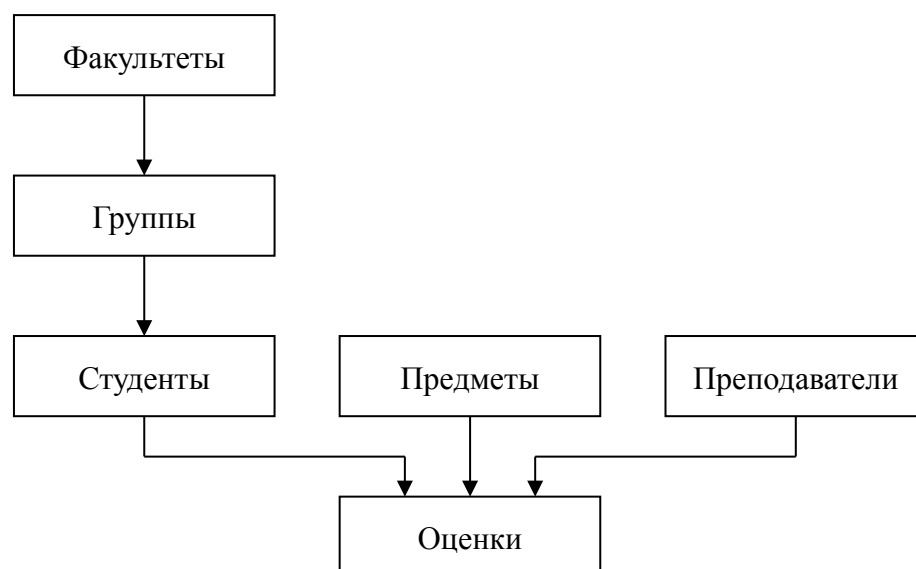 Факультеты
Группы
Студенты
Предметы
Преподаватели
Оценки